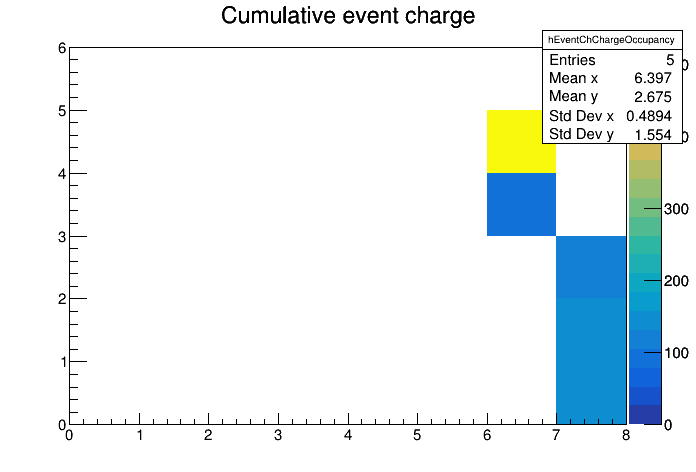 Cumulative event charge
hEventChChargeOccupancy
Entries 5
Mean x 6.397
Mean y 2.675
Std Dev x 0.4894
Std Dev y 1.554
6
5
4
3
2
1
0
0 1 2 3 4 5 6 7 8
0
0
300
200
100
0